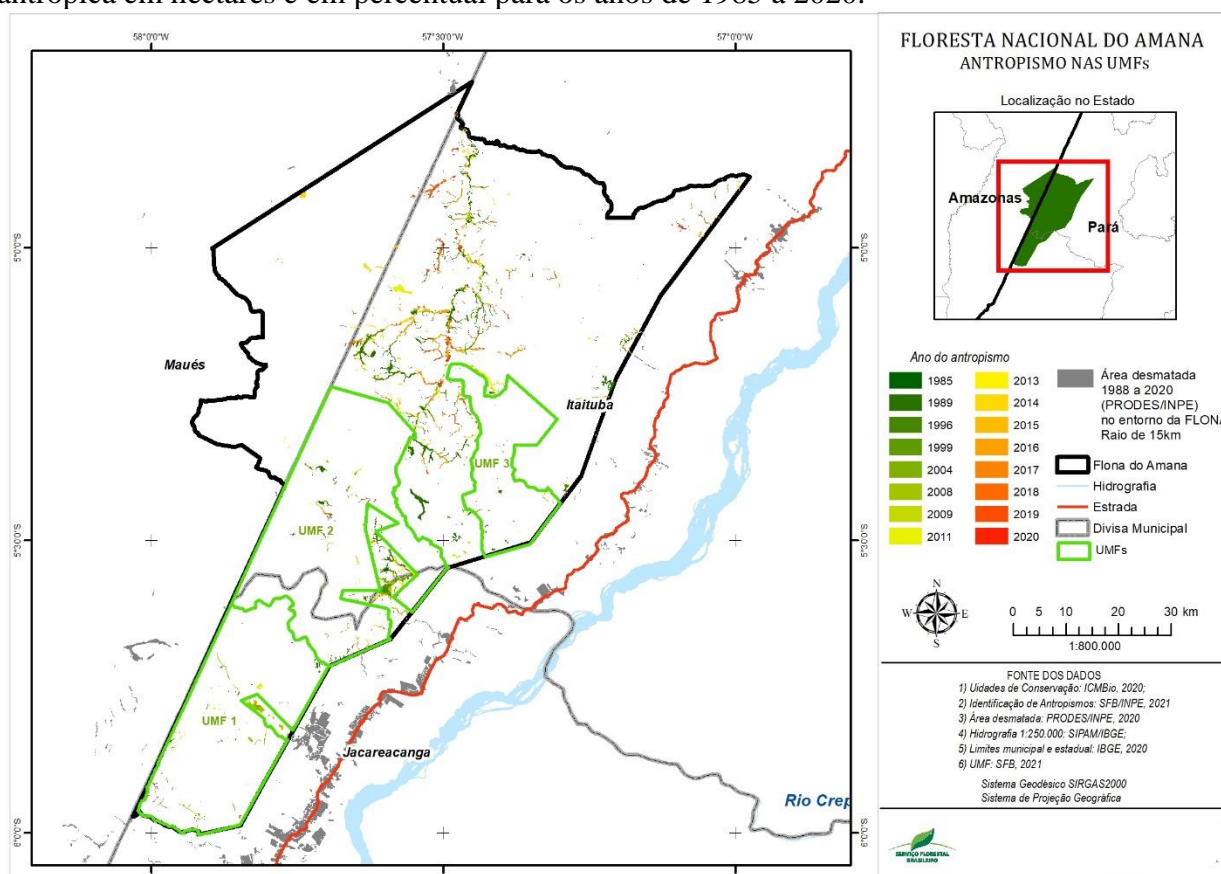 antrópica em hectares e em percentual para os anos de 1985 a 2020.
58°0'0"W
57°30'0"W
57°0'0"W
5°0'0"S
5°0'0"S
5°30'0"S
5°30'0"S
6°0'0"S
6°0'0"S
Maués
Itaituba
UMF 3
UMF 2
UMF 1
Jacareacanga
Rio Crep
FLORESTA NACIONAL DO AMANA
ANTROPISMO NAS UMFs
Localização no Estado
Amazonas
Pará
Ano do antropismo
1985
1989
1996
1999
2004
2008
2009
2011
2013
2014
2015
2016
2017
2018
2019
2020
Área desmatada
1988 a 2020
(PRODES/INPE)
no entorno da FLONA
Raio de 15km
Flona do Amana
Hidrografia
Estrada
Divisa Municipal
UMFs
N
W E
S
0 5 10 20 30 km
1:800.000
FONTE DOS DADOS
1) Uidades de Conservação: ICMBio, 2020;
2) Identificação de Antropismos: SFB/INPE, 2021
3) Área desmatada: PRODES/INPE, 2020
4) Hidrografia 1:250.000: SIPAM/IBGE;
5) Limites municipal e estadual: IBGE, 2020
6) UMF: SFB, 2021
Sistema Geodésico SIRGAS2000
Sistema de Projeção Geográfica
SERVIÇO FLORESTAL
BRASILEIRO